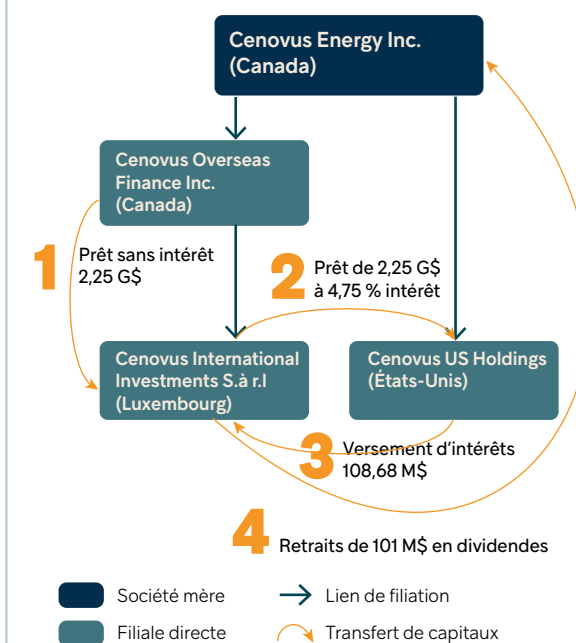 Cenovus Energy Inc.
(Canada)
Cenovus Overseas
Finance Inc.
(Canada)
1
Prêt sans intérêt
2,25 G$
2
Prêt de 2,25 G$
à 4,75 % intérêt
Cenovus International
Investments S.à r.l
(Luxembourg)
Cenovus US Holdings
(États-Unis)
3
Versement d’intérêts
108,68 M$
4
Retraits de 101 M$ en dividendes
Société mère
Lien de filiation
Filiale directe
Transfert de capitaux